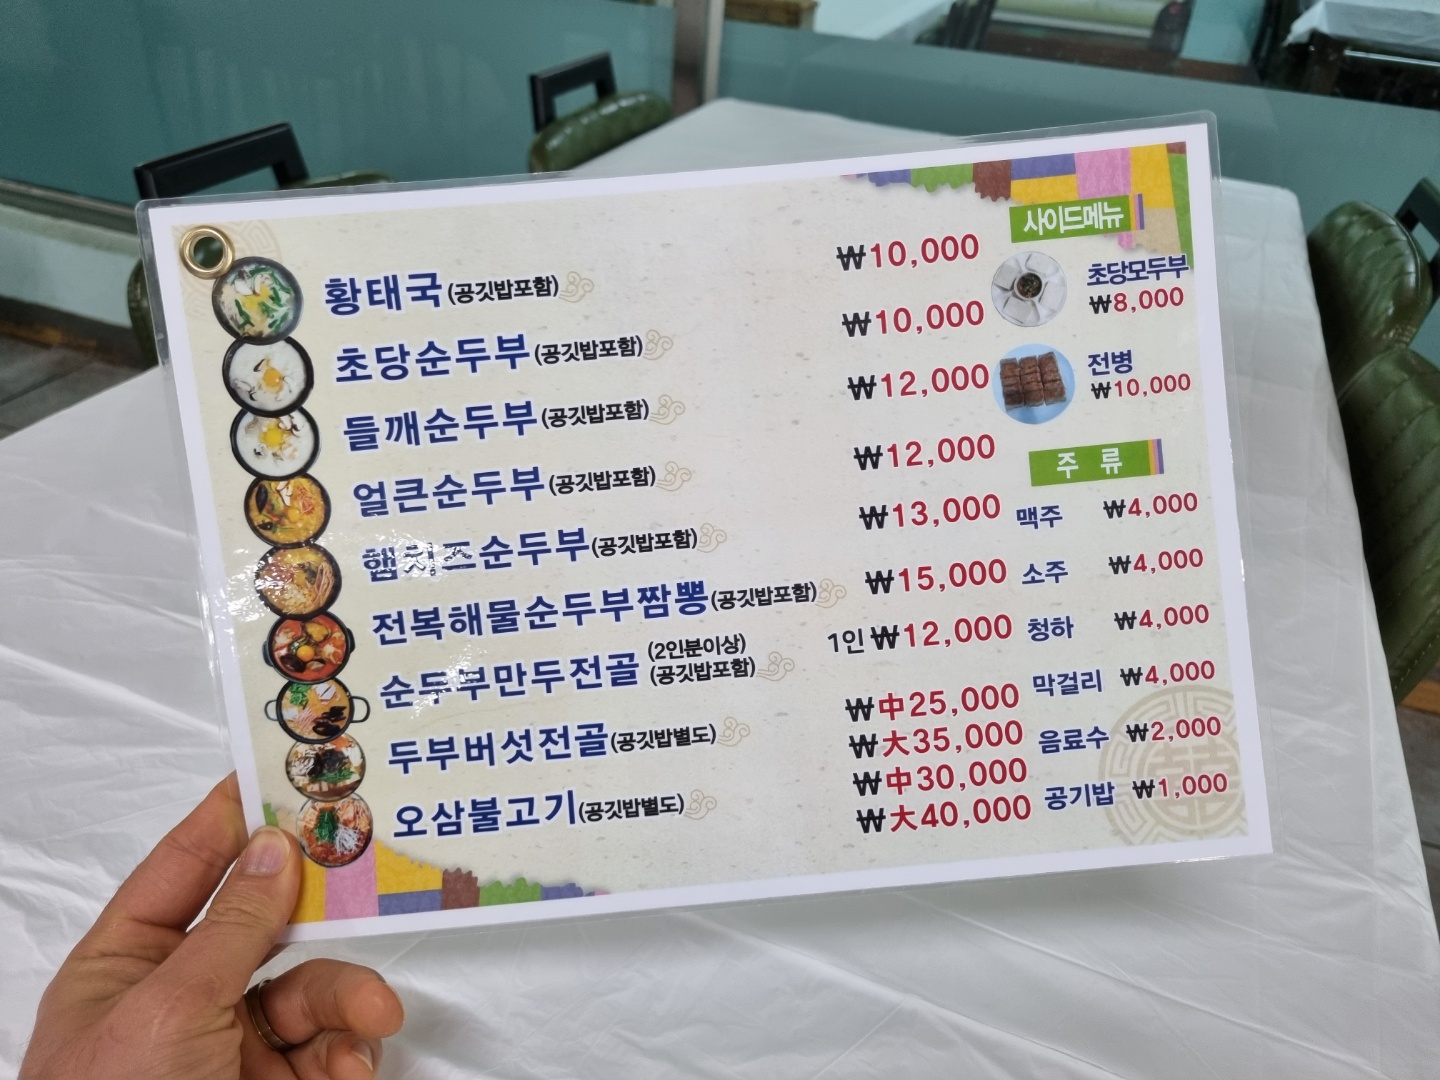 황태국(공깃밥포함) ₩10,000
초당순두부(공깃밥포함) ₩10,000
들깨순두부(공깃밥포함) ₩12,000
얼큰순두부(공깃밥포함) ₩12,000
햄치즈순두부(공깃밥포함) ₩13,000
전복해물순두부짬뽕(공깃밥포함) ₩15,000
순두부만두전골 (2인분이상) (공깃밥포함) 1인 ₩12,000
두부버섯전골(공깃밥별도) ₩中25,000
₩大35,000
오삼불고기(공깃밥별도) ₩中30,000
₩大40,000
사이드메뉴
초당모두부
₩8,000
전병
₩10,000
주 류
맥주 ₩4,000
소주 ₩4,000
청하 ₩4,000
막걸리 ₩4,000
음료수 ₩2,000
공기밥 ₩1,000